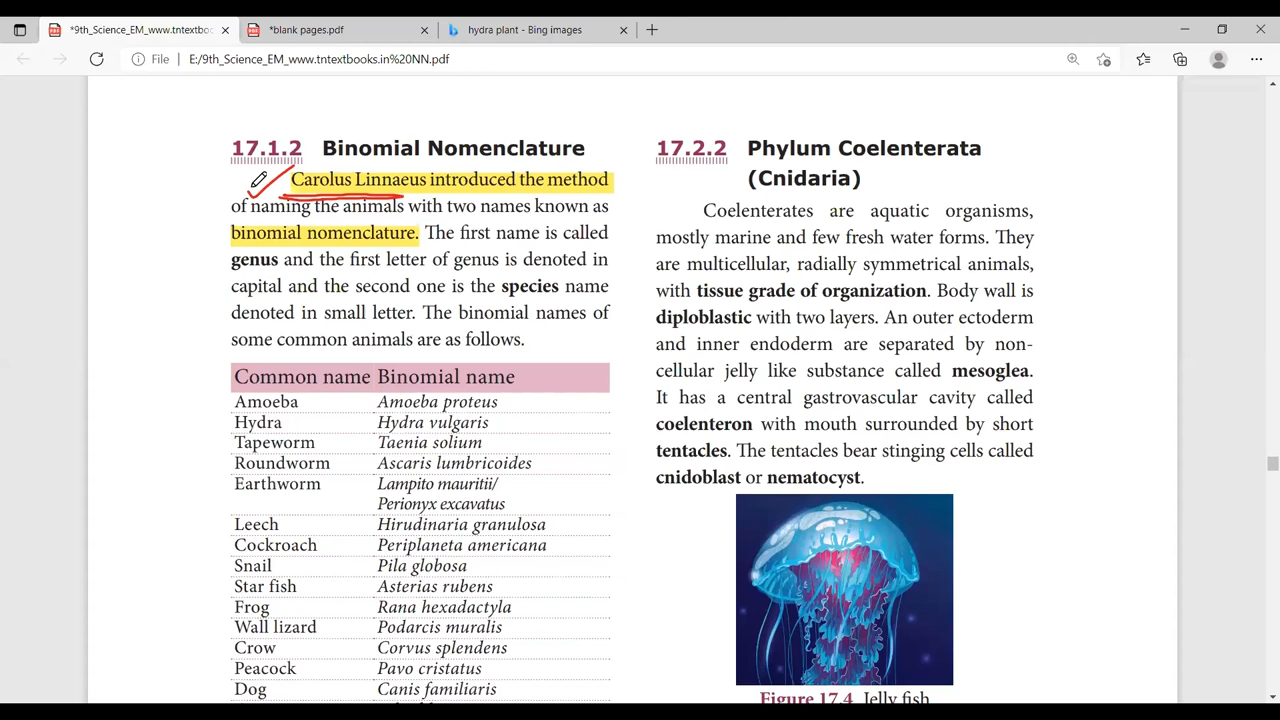 *9th_Science_EM_www.tntextboo
*blank pages.pdf
hydra plant - Bing images
File
E:/9th_Science_EM_www.tntextbooks.in%20NN.pdf
17.1.2 Binomial Nomenclature
Carolus Linnaeus introduced the method
of naming the animals with two names known as
binomial nomenclature. The first name is called
genus and the first letter of genus is denoted in
capital and the second one is the species name
denoted in small letter. The binomial names of
some common animals are as follows.
Common name Binomial name
Amoeba Amoeba proteus
Hydra Hydra vulgaris
Tapeworm Taenia solium
Roundworm Ascaris lumbricoides
Earthworm Lampito mauritii/
Perionyx excavatus
Leech Hirudinaria granulosa
Cockroach Periplaneta americana
Snail Pila globosa
Star fish Asterias rubens
Frog Rana hexadactyla
Wall lizard Podarcis muralis
Crow Corvus splendens
Peacock Pavo cristatus
Dog Canis familiaris
17.2.2 Phylum Coelenterata
(Cnidaria)
Coelenterates are aquatic organisms,
mostly marine and few fresh water forms. They
are multicellular, radially symmetrical animals,
with tissue grade of organization. Body wall is
diploblastic with two layers. An outer ectoderm
and inner endoderm are separated by non-
cellular jelly like substance called mesoglea.
It has a central gastrovascular cavity called
coelenteron with mouth surrounded by short
tentacles. The tentacles bear stinging cells called
cnidoblast or nematocyst.
Figure 17.4 Jelly fish